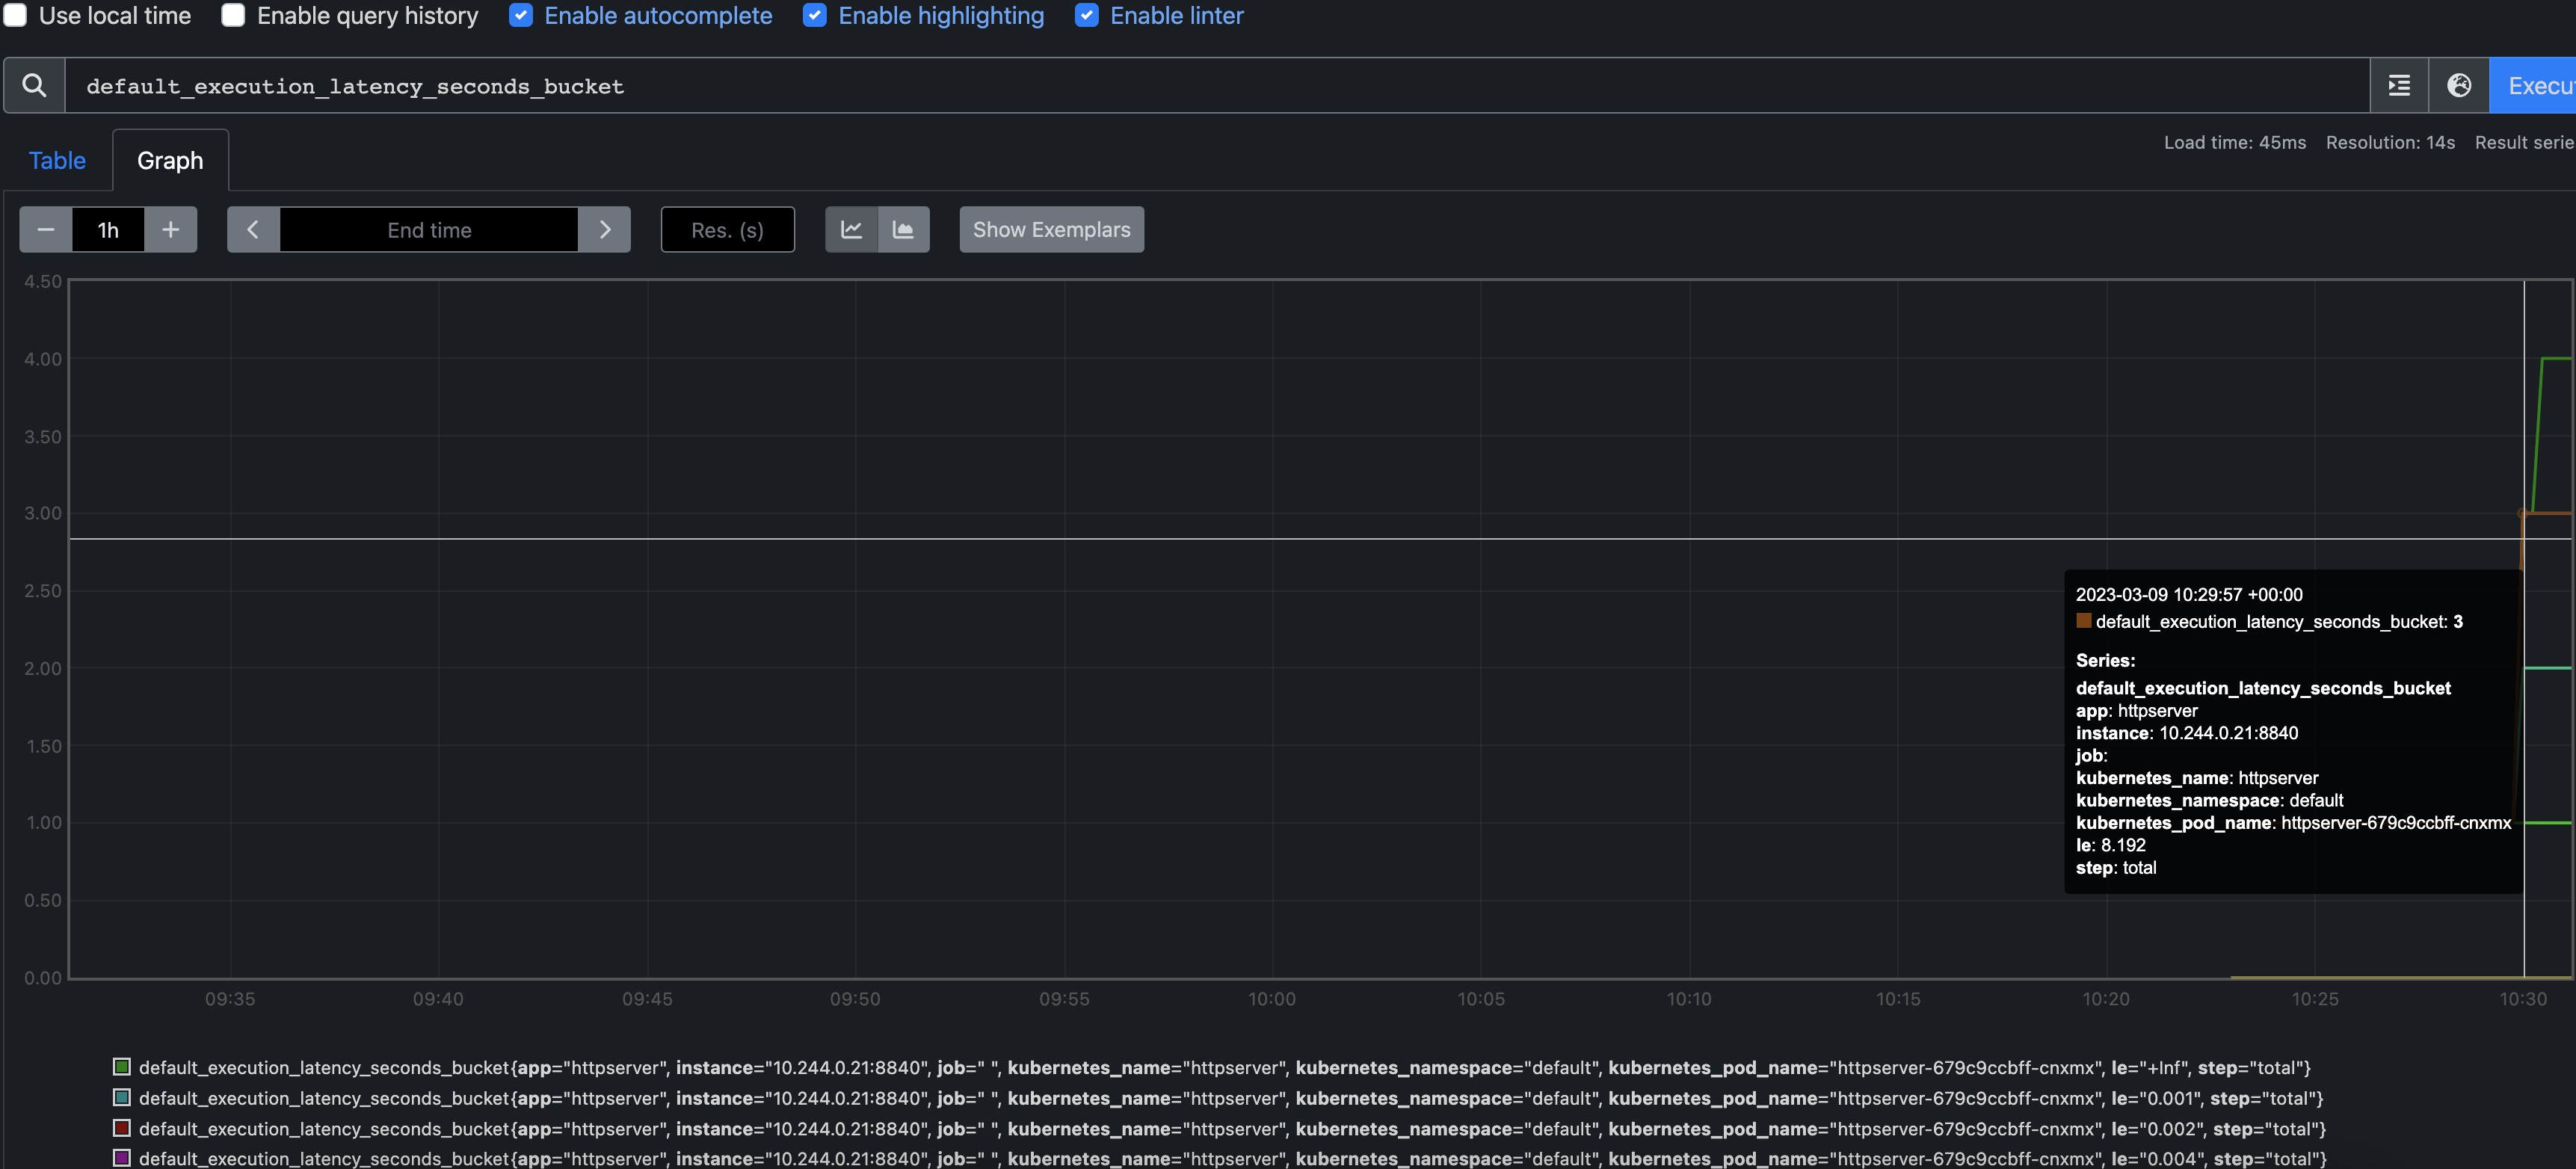 Use local time Enable query history Enable autocomplete Enable highlighting Enable linter
default_execution_latency_seconds_bucket
Table Graph Load time: 45ms Resolution: 14s Result serie
1h End time Res. (s) Show Exemplars
4.50
4.00
3.50
3.00
2.50
2.00
1.50
1.00
0.50
0.00
2023-03-09 10:29:57 +00:00
default_execution_latency_seconds_bucket: 3
Series:
default_execution_latency_seconds_bucket
app: httpserver
instance: 10.244.0.21:8840
job:
kubernetes_name: httpserver
kubernetes_namespace: default
kubernetes_pod_name: httpserver-679c9ccbff-cnxmx
le: 8.192
step: total
09:35 09:40 09:45 09:50 09:55 10:00 10:05 10:10 10:15 10:20 10:25 10:30
default_execution_latency_seconds_bucket{app="httpserver", instance="10.244.0.21:8840", job=" ", kubernetes_name="httpserver", kubernetes_namespace="default", kubernetes_pod_name="httpserver-679c9ccbff-cnxmx", le="+Inf", step="total"}
default_execution_latency_seconds_bucket{app="httpserver", instance="10.244.0.21:8840", job=" ", kubernetes_name="httpserver", kubernetes_namespace="default", kubernetes_pod_name="httpserver-679c9ccbff-cnxmx", le="0.001", step="total"}
default_execution_latency_seconds_bucket{app="httpserver", instance="10.244.0.21:8840", job=" ", kubernetes_name="httpserver", kubernetes_namespace="default", kubernetes_pod_name="httpserver-679c9ccbff-cnxmx", le="0.002", step="total"}
default_execution_latency_seconds_bucket{app="httpserver", instance="10.244.0.21:8840", job=" ", kubernetes_name="httpserver", kubernetes_namespace="default", kubernetes_pod_name="httpserver-679c9ccbff-cnxmx", le="0.004", step="total"}